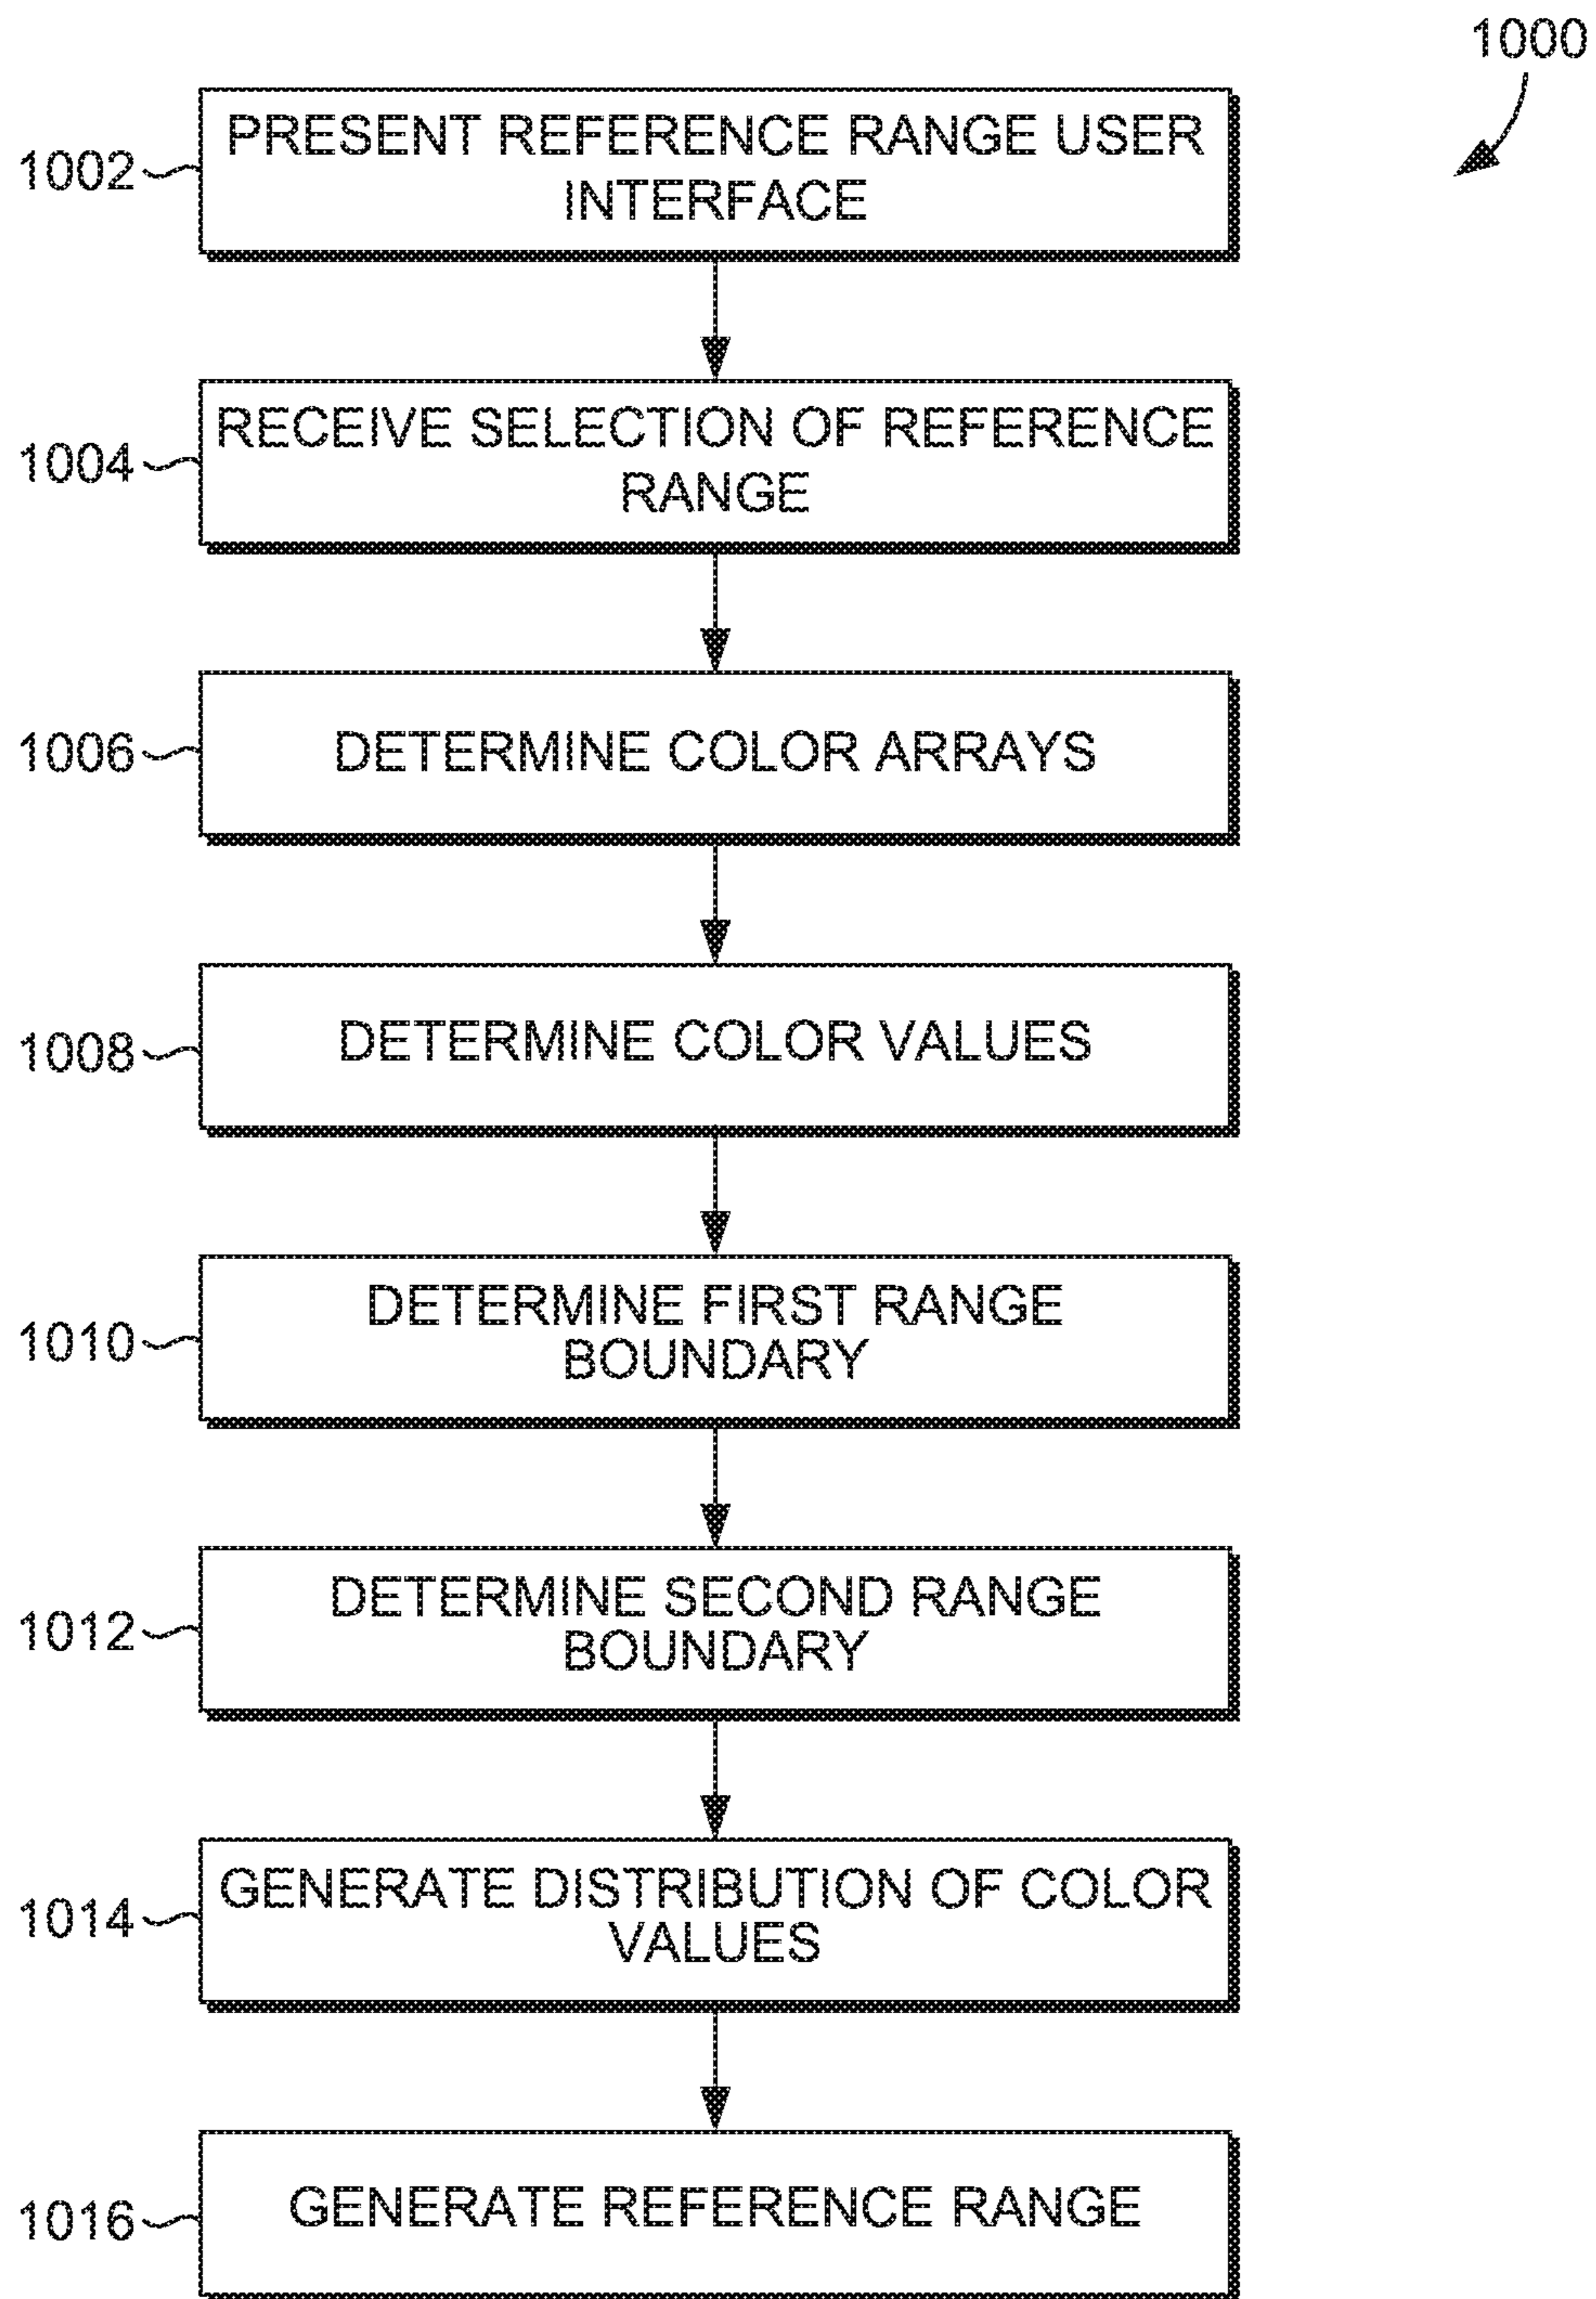 1000
PRESENT REFERENCE RANGE USER
INTERFACE
1002
RECEIVE SELECTION OF REFERENCE
RANGE
1004
DETERMINE COLOR ARRAYS
1006
DETERMINE COLOR VALUES
1008
DETERMINE FIRST RANGE
BOUNDARY
1010
DETERMINE SECOND RANGE
BOUNDARY
1012
GENERATE DISTRIBUTION OF COLOR
VALUES
1014
GENERATE REFERENCE RANGE
1016